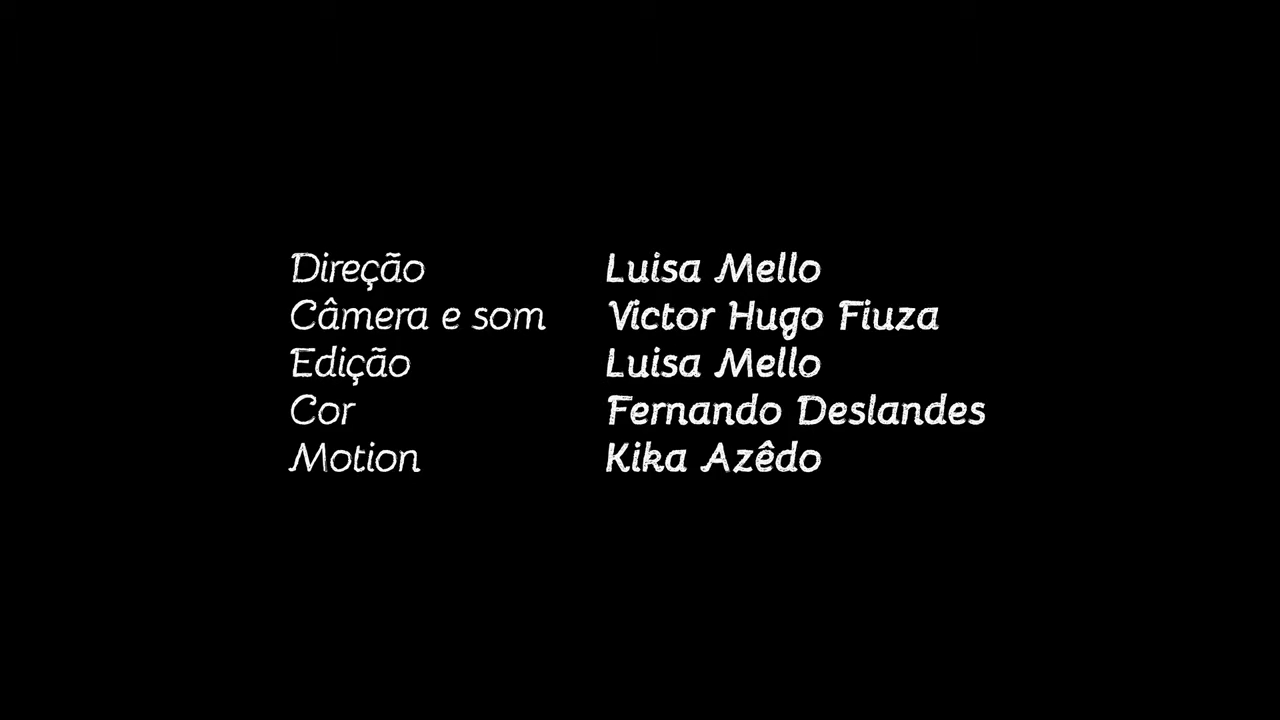 Direção Luisa Mello
Câmera e som Victor Hugo Fiuza
Edição Luisa Mello
Cor Fernando Deslandes
Motion Kika Azêdo